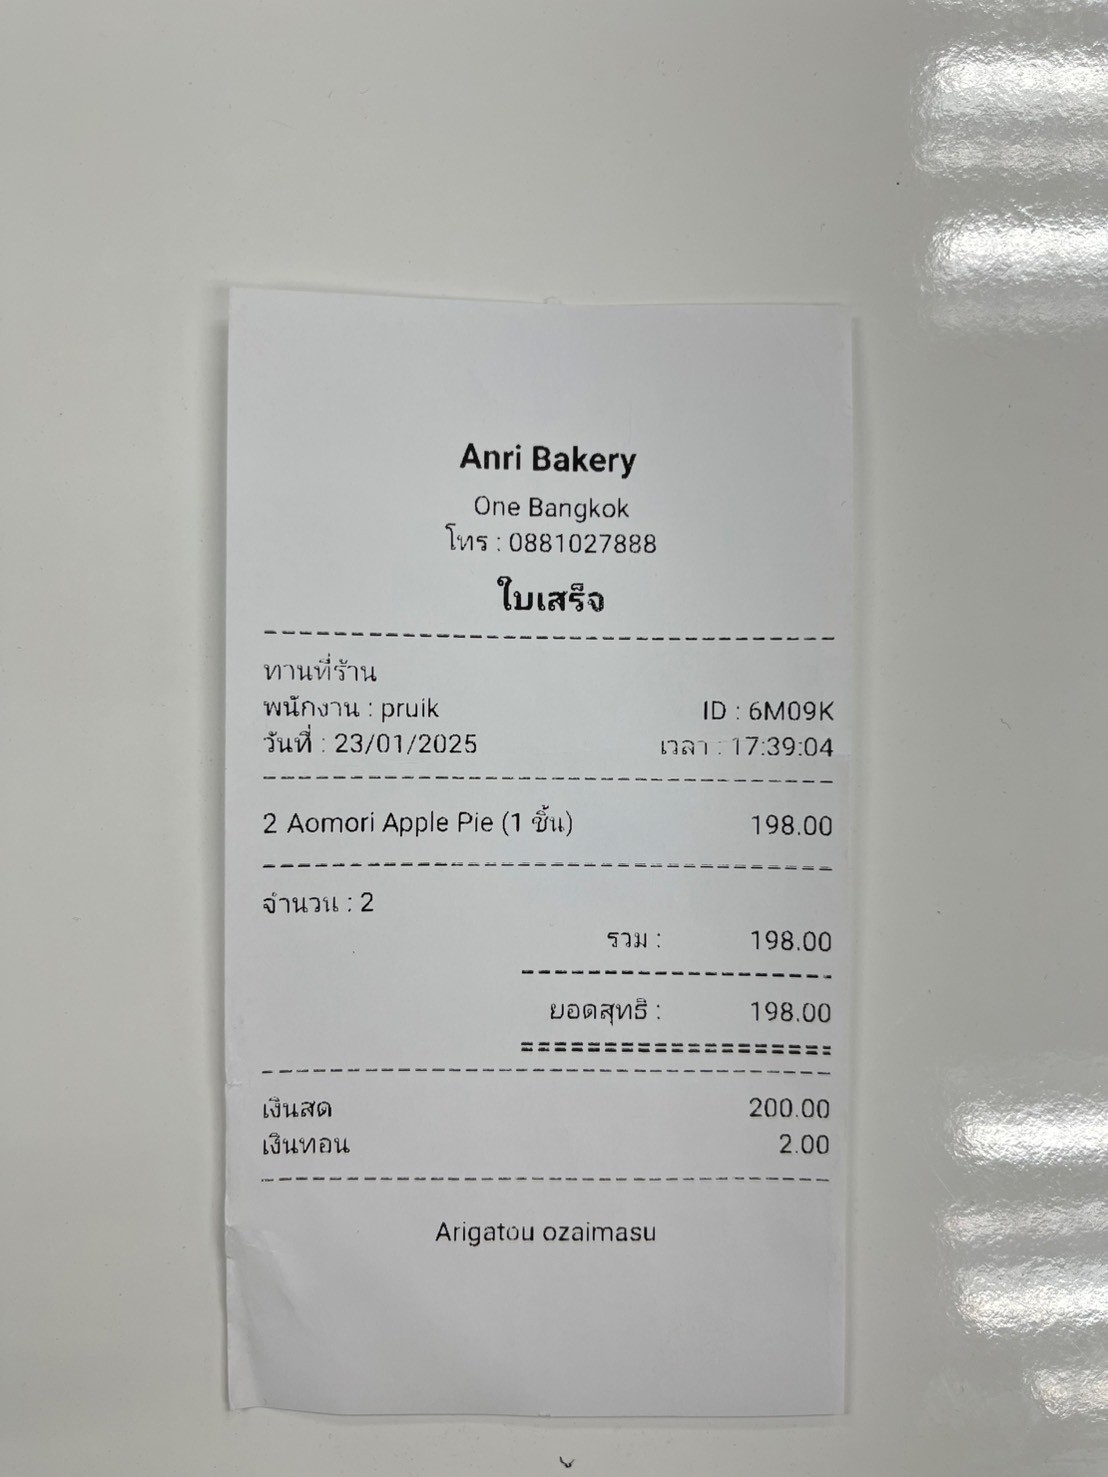 Anri Bakery
One Bangkok
โทร : 0881027888
ใบเสร็จ
ทานที่ร้าน
พนักงาน : pruik ID : 6M09K
วันที่ : 23/01/2025 เวลา : 17:39:04
2 Aomori Apple Pie (1 ชิ้น) 198.00
จำนวน : 2
รวม : 198.00
ยอดสุทธิ : 198.00
เงินสด 200.00
เงินทอน 2.00
Arigatou ozaimasu